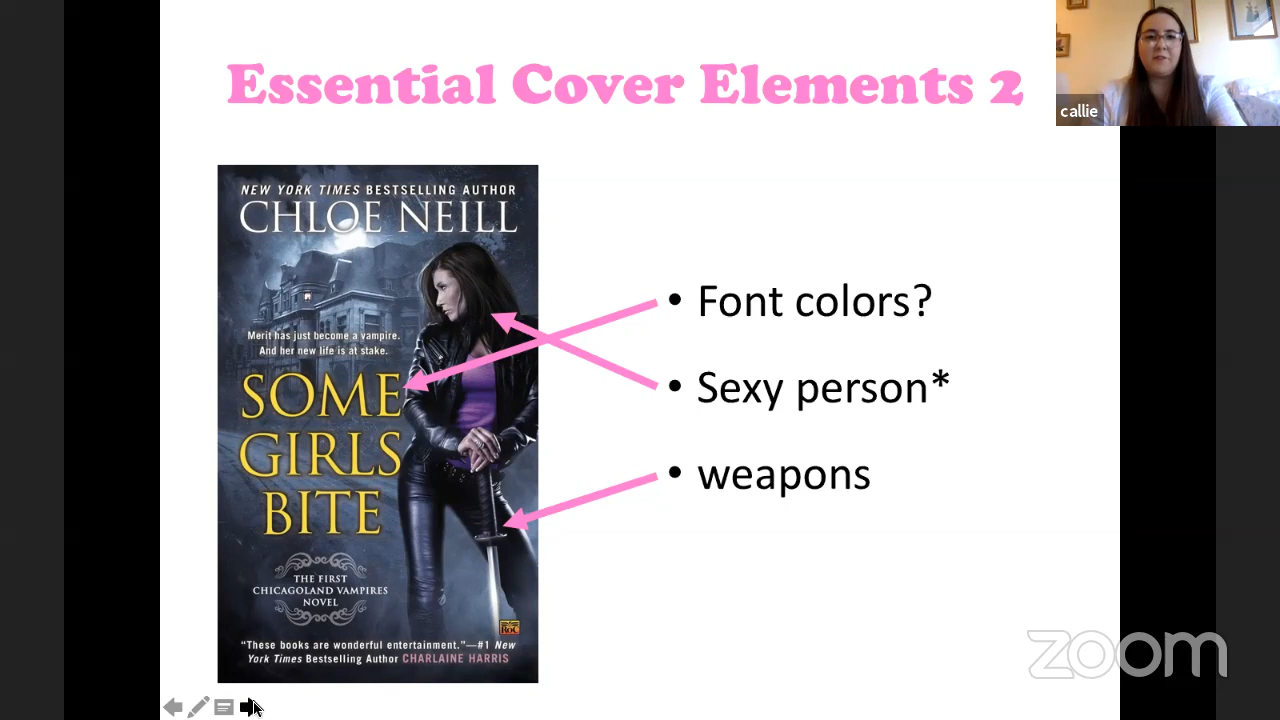 Essential Cover Elements 2
callie
NEW YORK TIMES BESTSELLING AUTHOR
CHLOE NEILL
Merit has just become a vampire.
And her new life is at stake.
SOME
GIRLS
BITE
THE FIRST
CHICAGOLAND VAMPIRES
NOVEL
ROC
“These books are wonderful entertainment.”—#1 New
York Times Bestselling Author CHARLAINE HARRIS
• Font colors?
• Sexy person*
• weapons
zoom